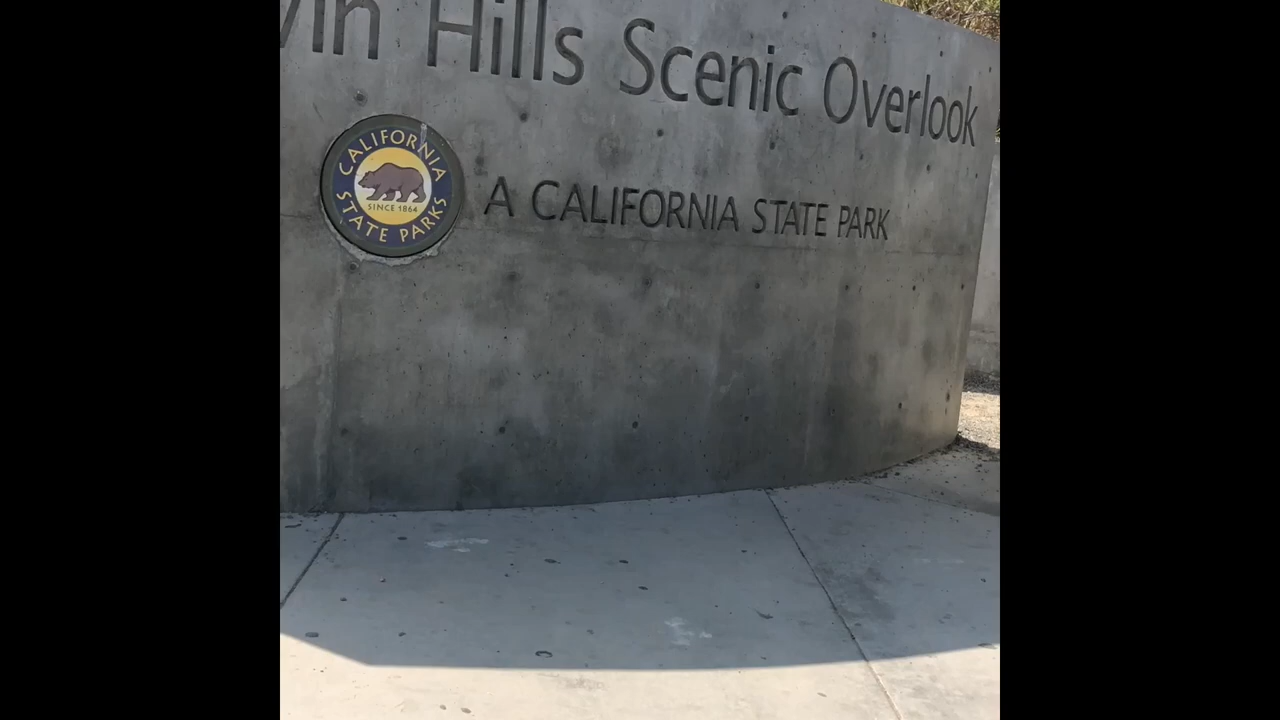 Hills Scenic Overlook
CALIFORNIA
SINCE 1864
STATE PARKS
A CALIFORNIA STATE PARK